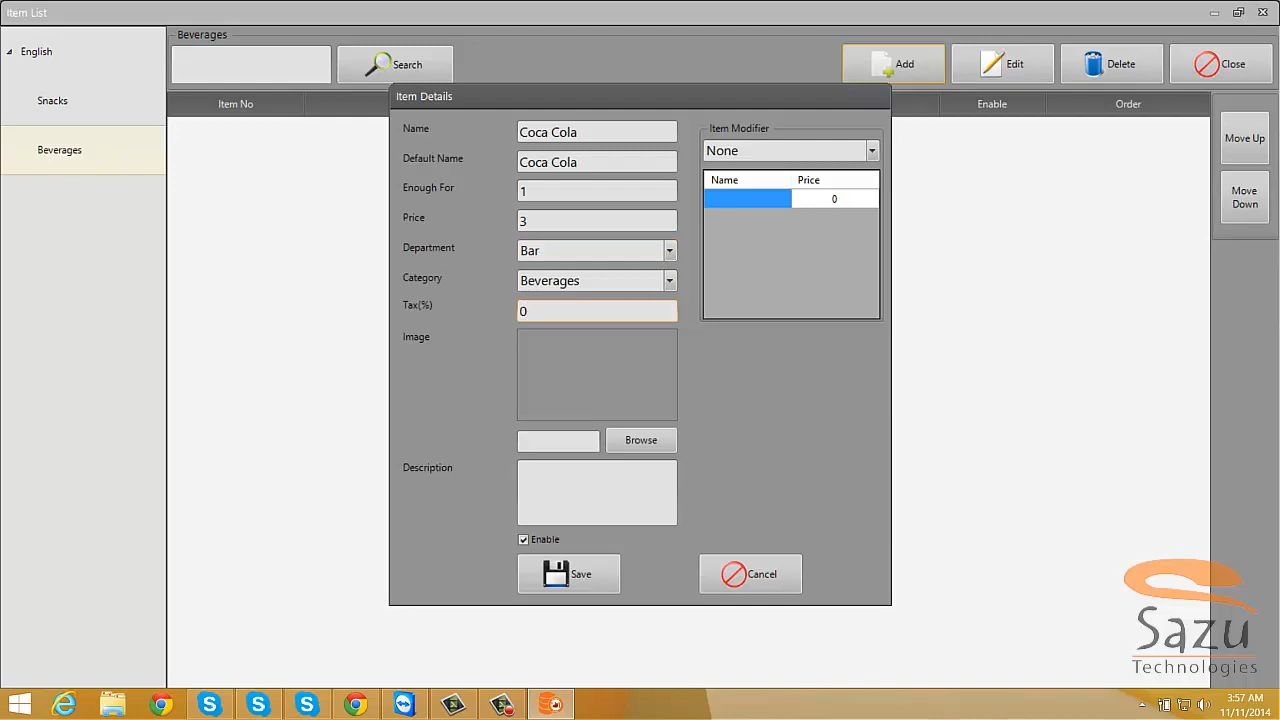 Item List
English
Snacks
Beverages
Beverages
Search
Add
Edit
Delete
Close
Item No
Enable
Order
Move Up
Move
Down
Item Details
Name
Coca Cola
Default Name
Coca Cola
Enough For
1
Price
3
Department
Bar
Category
Beverages
Tax(%)
0
Image
Browse
Description
Enable
Save
Cancel
Item Modifier
None
Name Price
0
Sazu
Technologies
3:57 AM
11/11/2014